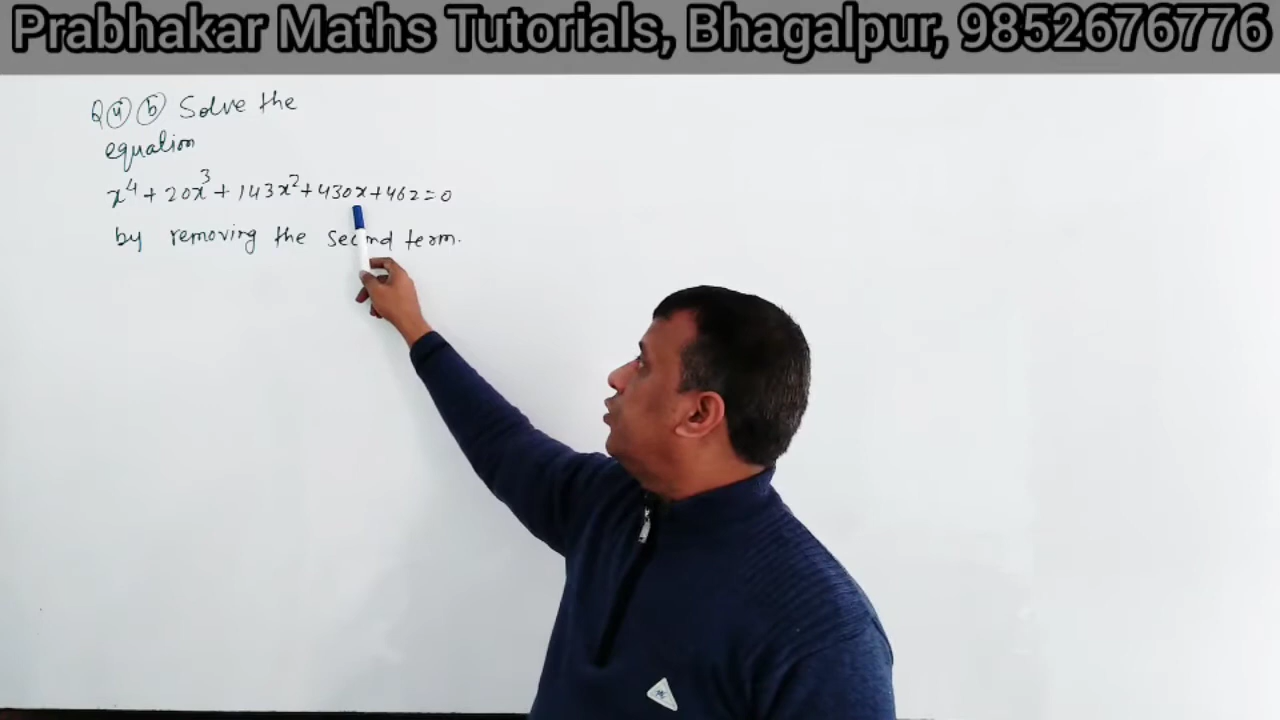 Prabhakar Maths Tutorials, Bhagalpur, 9852676776
Q 4 b Solve the
equation
x⁴ + 20x³ + 143x² + 430x + 462 = 0
by removing the second term.